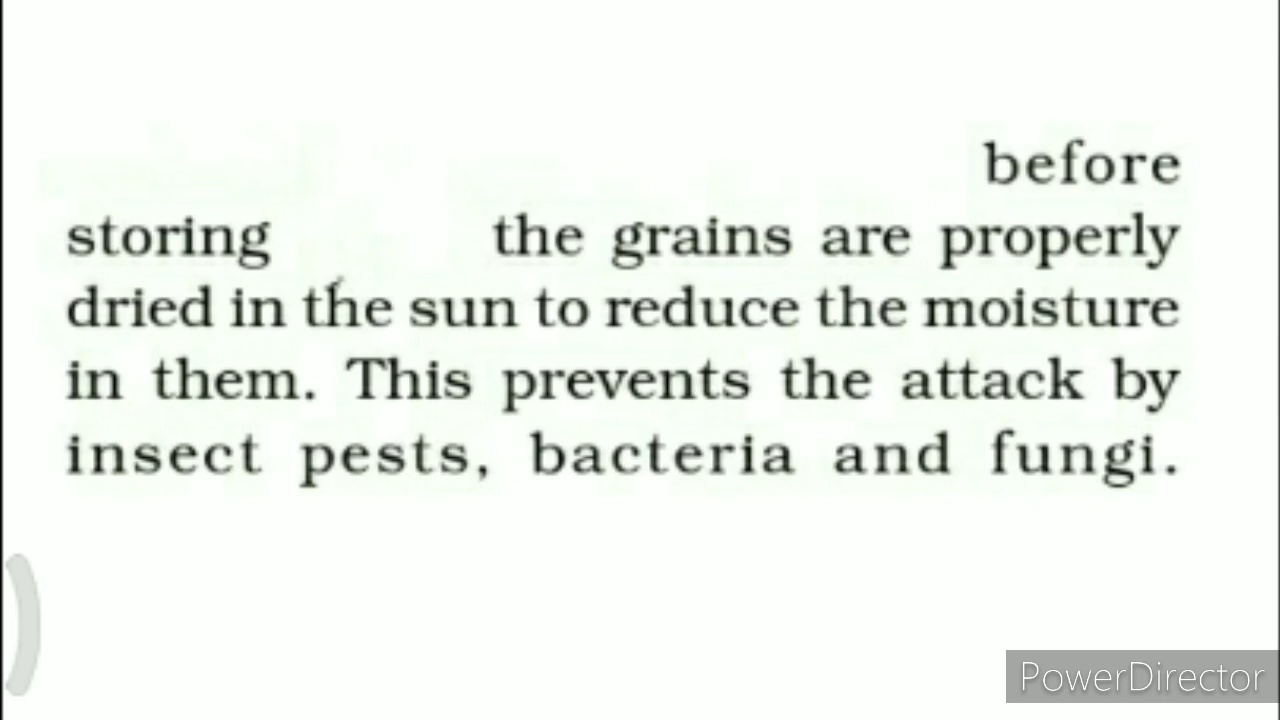 before
storing the grains are properly
dried in the sun to reduce the moisture
in them. This prevents the attack by
insect pests, bacteria and fungi.
PowerDirector